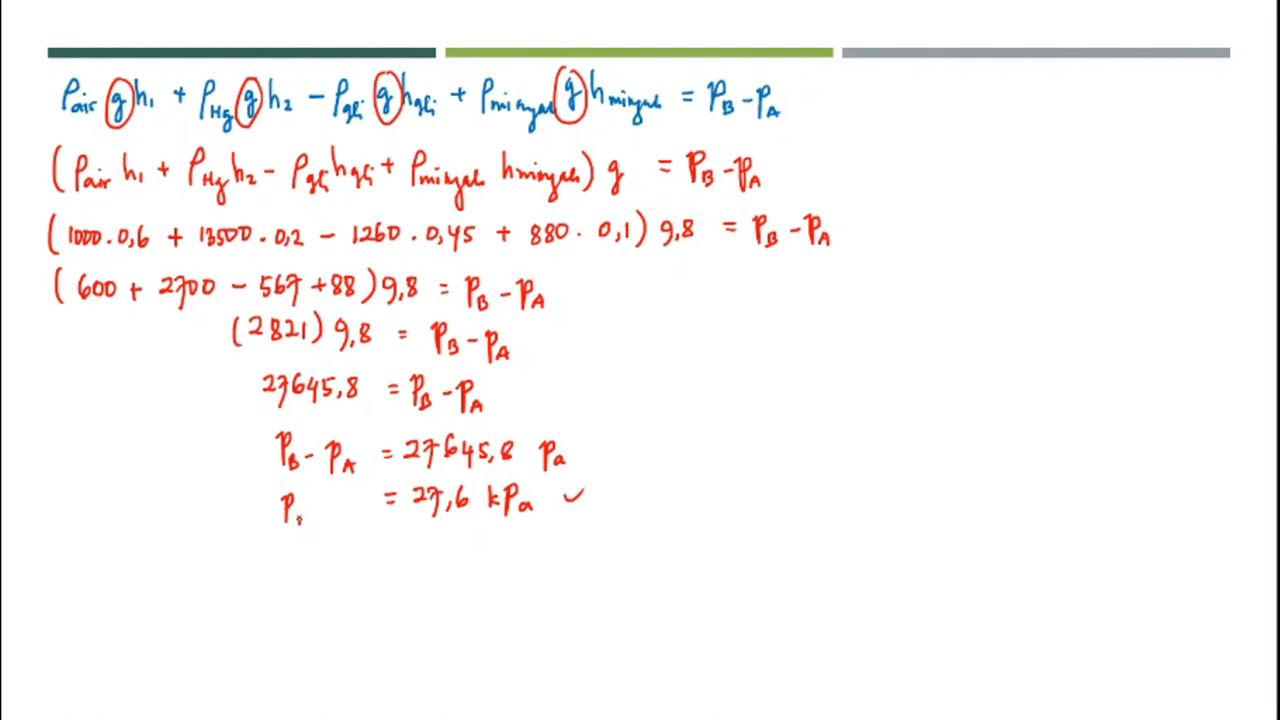 ρair g h1 + ρHg g h2 − ρgli g hgli + ρminyak g hminyak = PB − PA
(ρair h1 + ρHg h2 − ρgli hgli + ρminyak hminyak) g = PB − PA
(1000 . 0,6 + 13500 . 0,2 − 1260 . 0,45 + 880 . 0,1) 9,8 = PB − PA
(600 + 2700 − 567 + 88) 9,8 = PB − PA
(2821) 9,8 = PB − PA
27645,8 = PB − PA
PB − PA = 27645,8 Pa
P = 27,6 kPa ✓